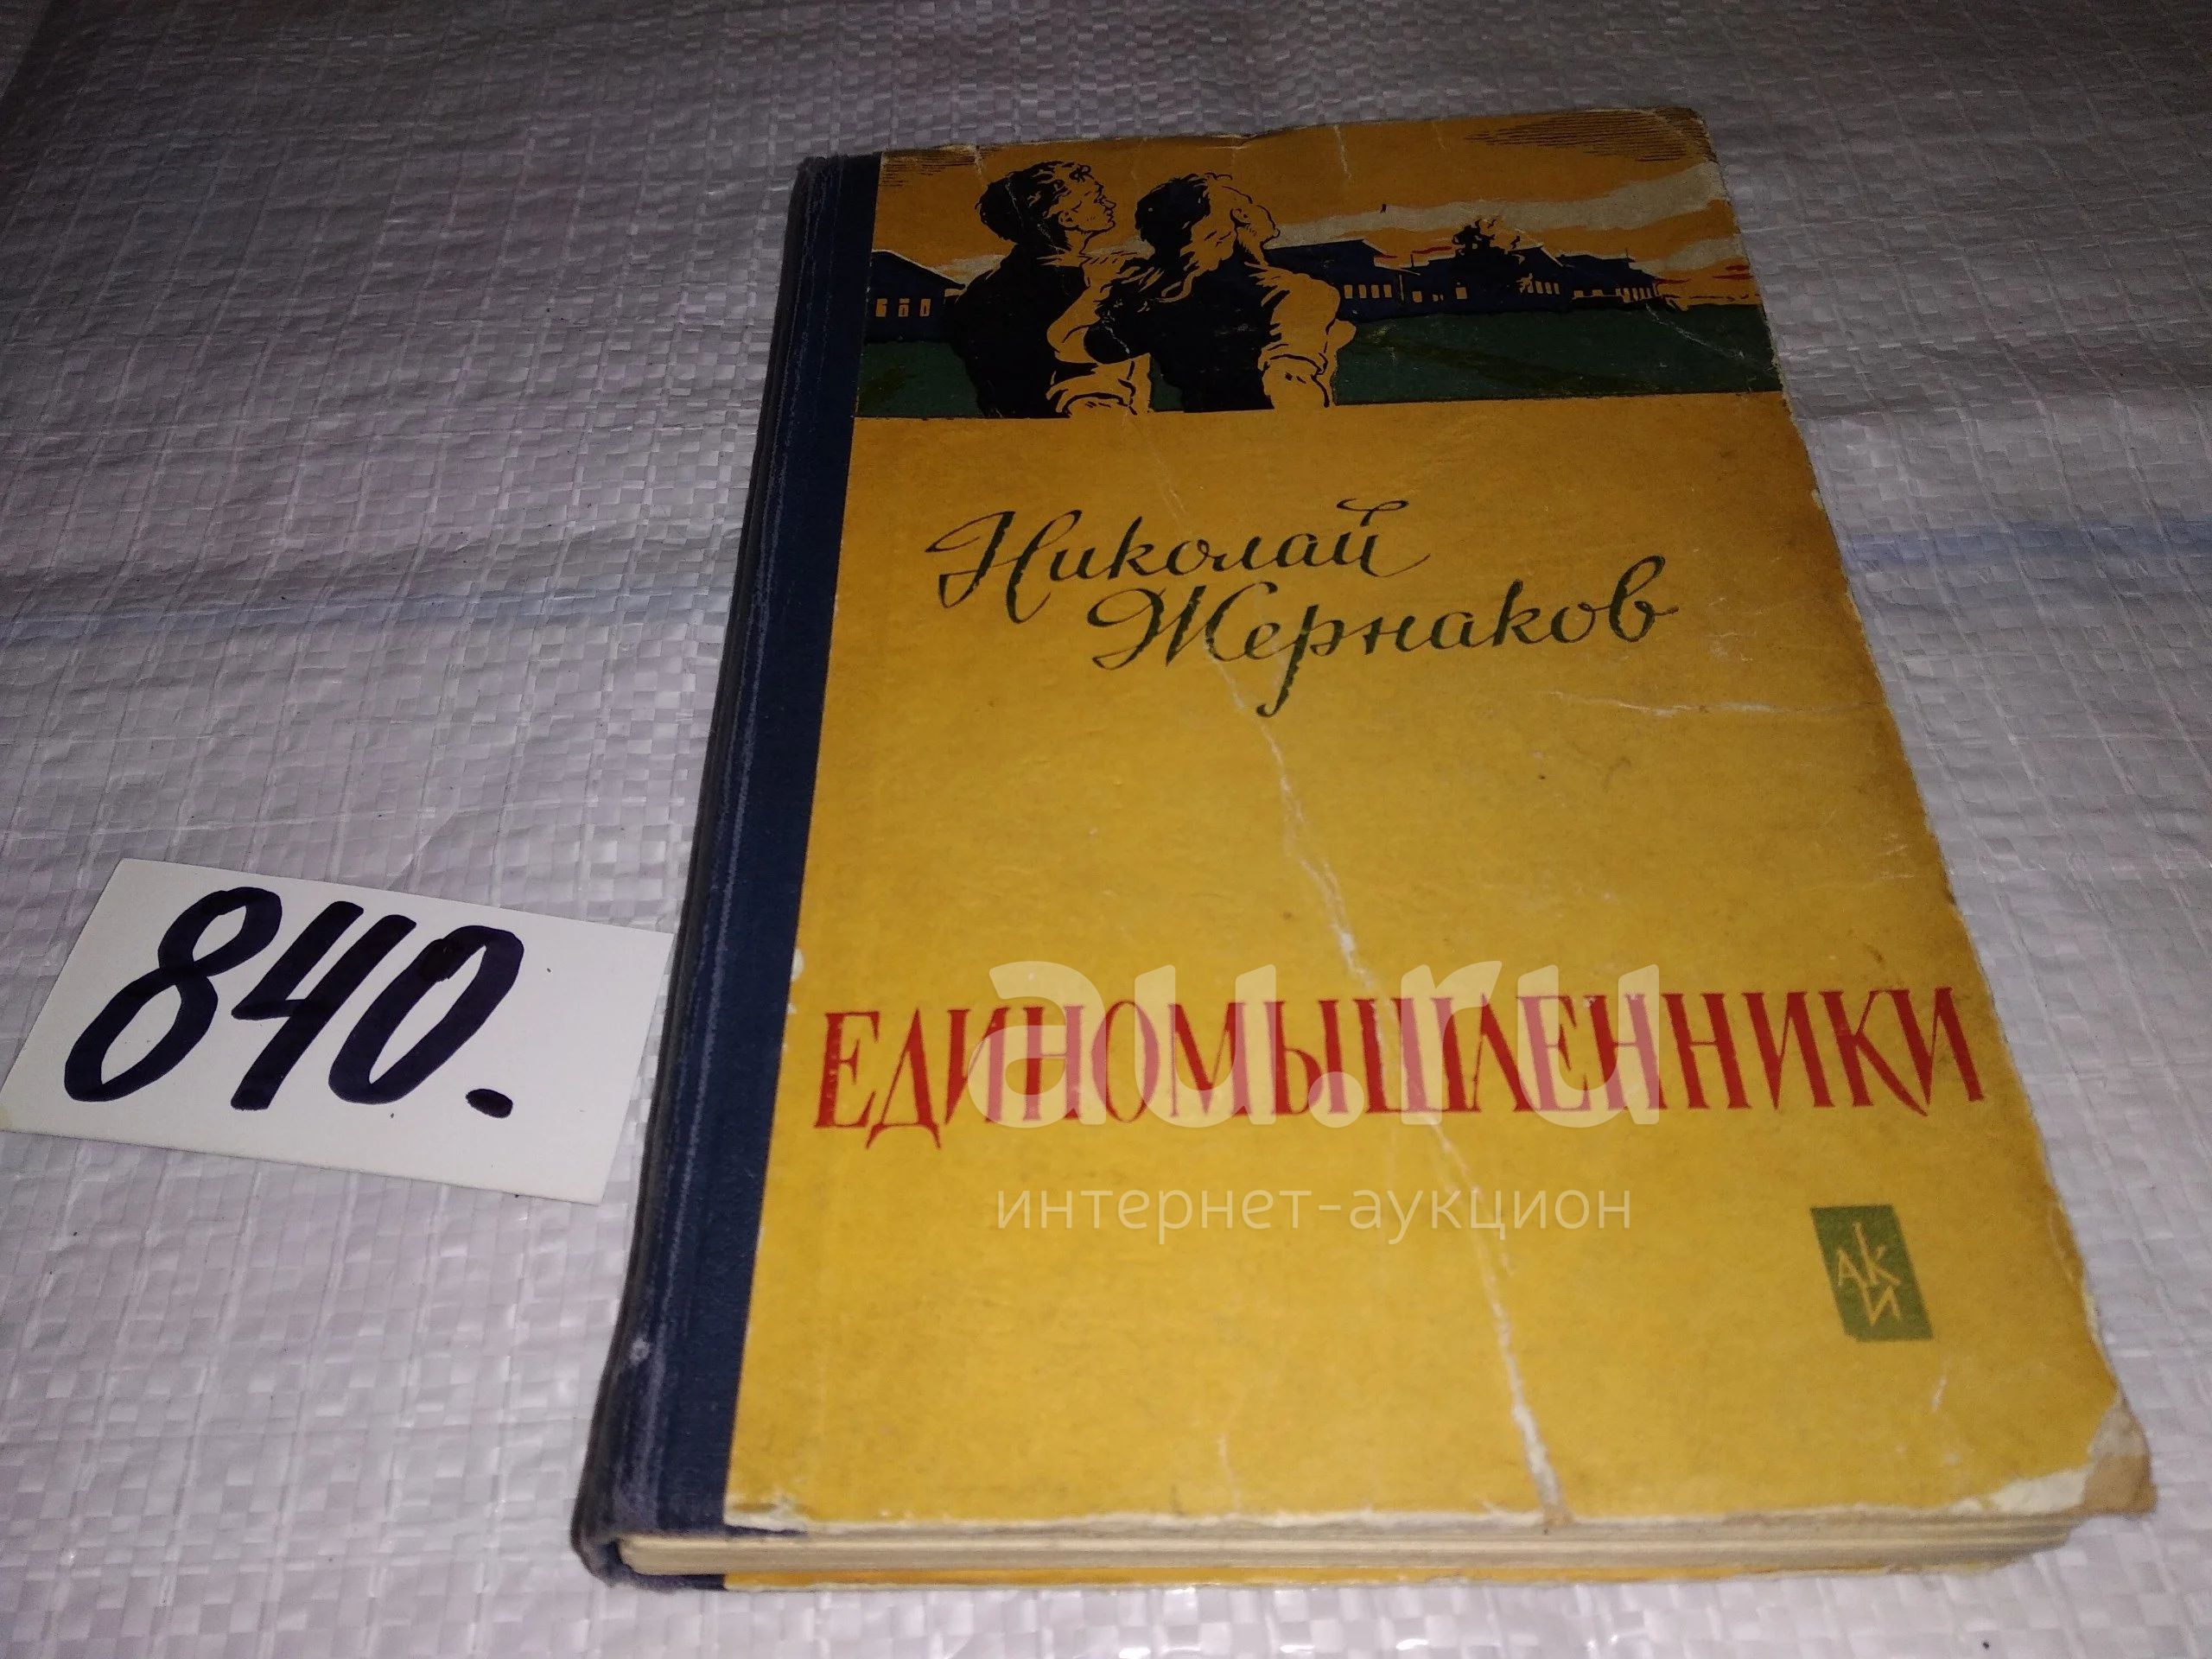 Николай
Жернаков
840.
ЕДИНОМЫШЛЕННИКИ
au.ru
интернет-аукцион
АКИ